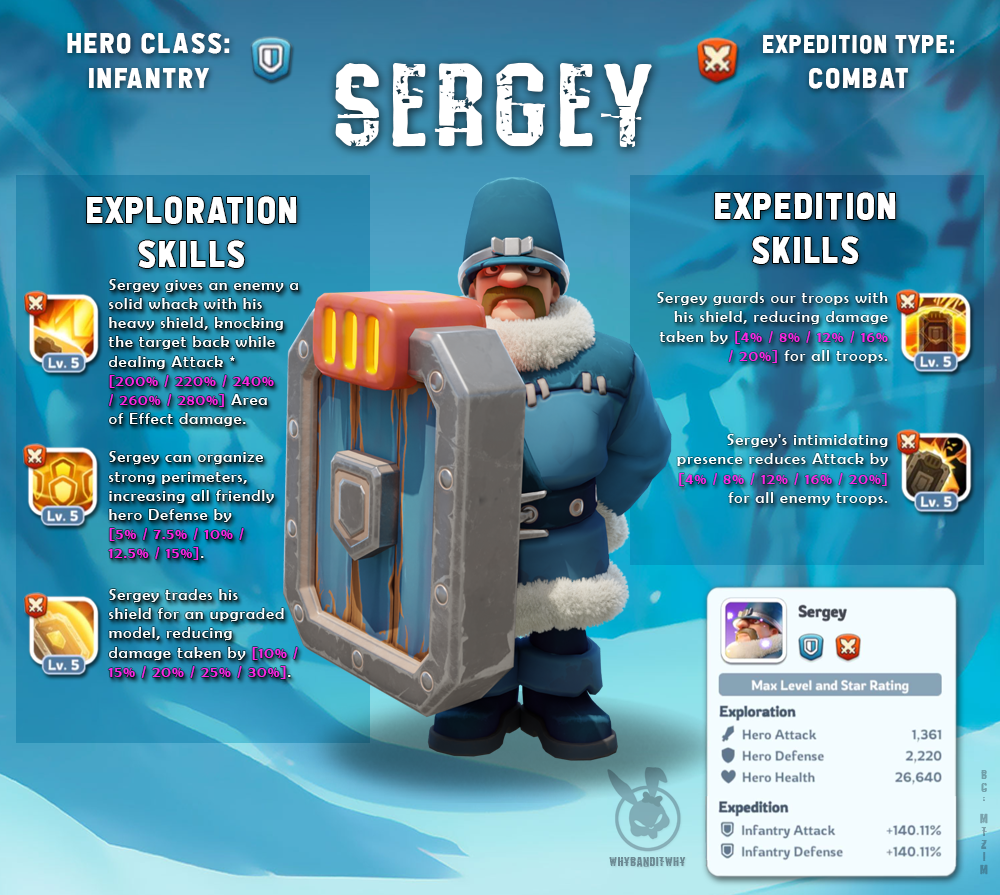 HERO CLASS:
INFANTRY
SERGEY
EXPEDITION TYPE:
COMBAT
EXPLORATION
SKILLS
Sergey gives an enemy a
solid whack with his
heavy shield, knocking
the target back while
dealing Attack *
[200% / 220% / 240%
/ 260% / 280%] Area
of Effect damage.
Lv. 5
Sergey can organize
strong perimeters,
increasing all friendly
hero Defense by
[5% / 7.5% / 10% /
12.5% / 15%].
Lv. 5
Sergey trades his
shield for an upgraded
model, reducing
damage taken by [10% /
15% / 20% / 25% / 30%].
Lv. 5
EXPEDITION
SKILLS
Sergey guards our troops with
his shield, reducing damage
taken by [4% / 8% / 12% / 16%
/ 20%] for all troops.
Lv. 5
Sergey's intimidating
presence reduces Attack by
[4% / 8% / 12% / 16% / 20%]
for all enemy troops.
Lv. 5
Sergey
Max Level and Star Rating
Exploration
Hero Attack 1,361
Hero Defense 2,220
Hero Health 26,640
Expedition
Infantry Attack +140.11%
Infantry Defense +140.11%
WHYBANDITWHY
BG: MTZIM